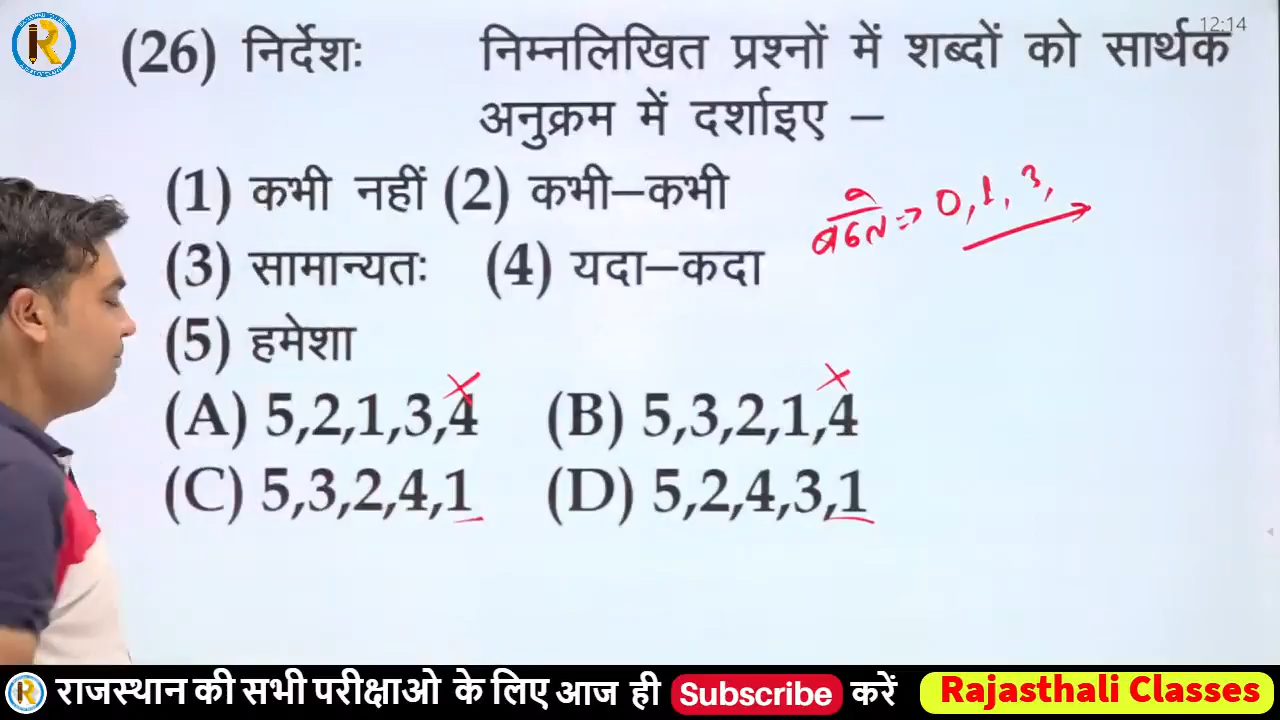 12:14
(26) निर्देशः निम्नलिखित प्रश्नों में शब्दों को सार्थक
अनुक्रम में दर्शाइए –
(1) कभी नहीं (2) कभी–कभी
बढते => 0, 1, 3,
(3) सामान्यतः (4) यदा–कदा
(5) हमेशा
(A) 5,2,1,3,4 (B) 5,3,2,1,4
(C) 5,3,2,4,1 (D) 5,2,4,3,1
राजस्थान की सभी परीक्षाओ के लिए आज ही Subscribe करें Rajasthali Classes